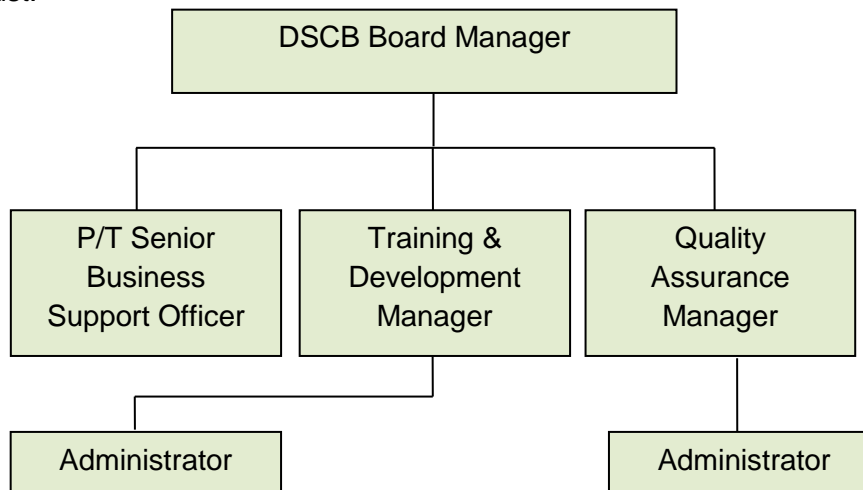 DSCB Board Manager
P/T Senior
Business
Support Officer
Training &
Development
Manager
Quality
Assurance
Manager
Administrator
Administrator